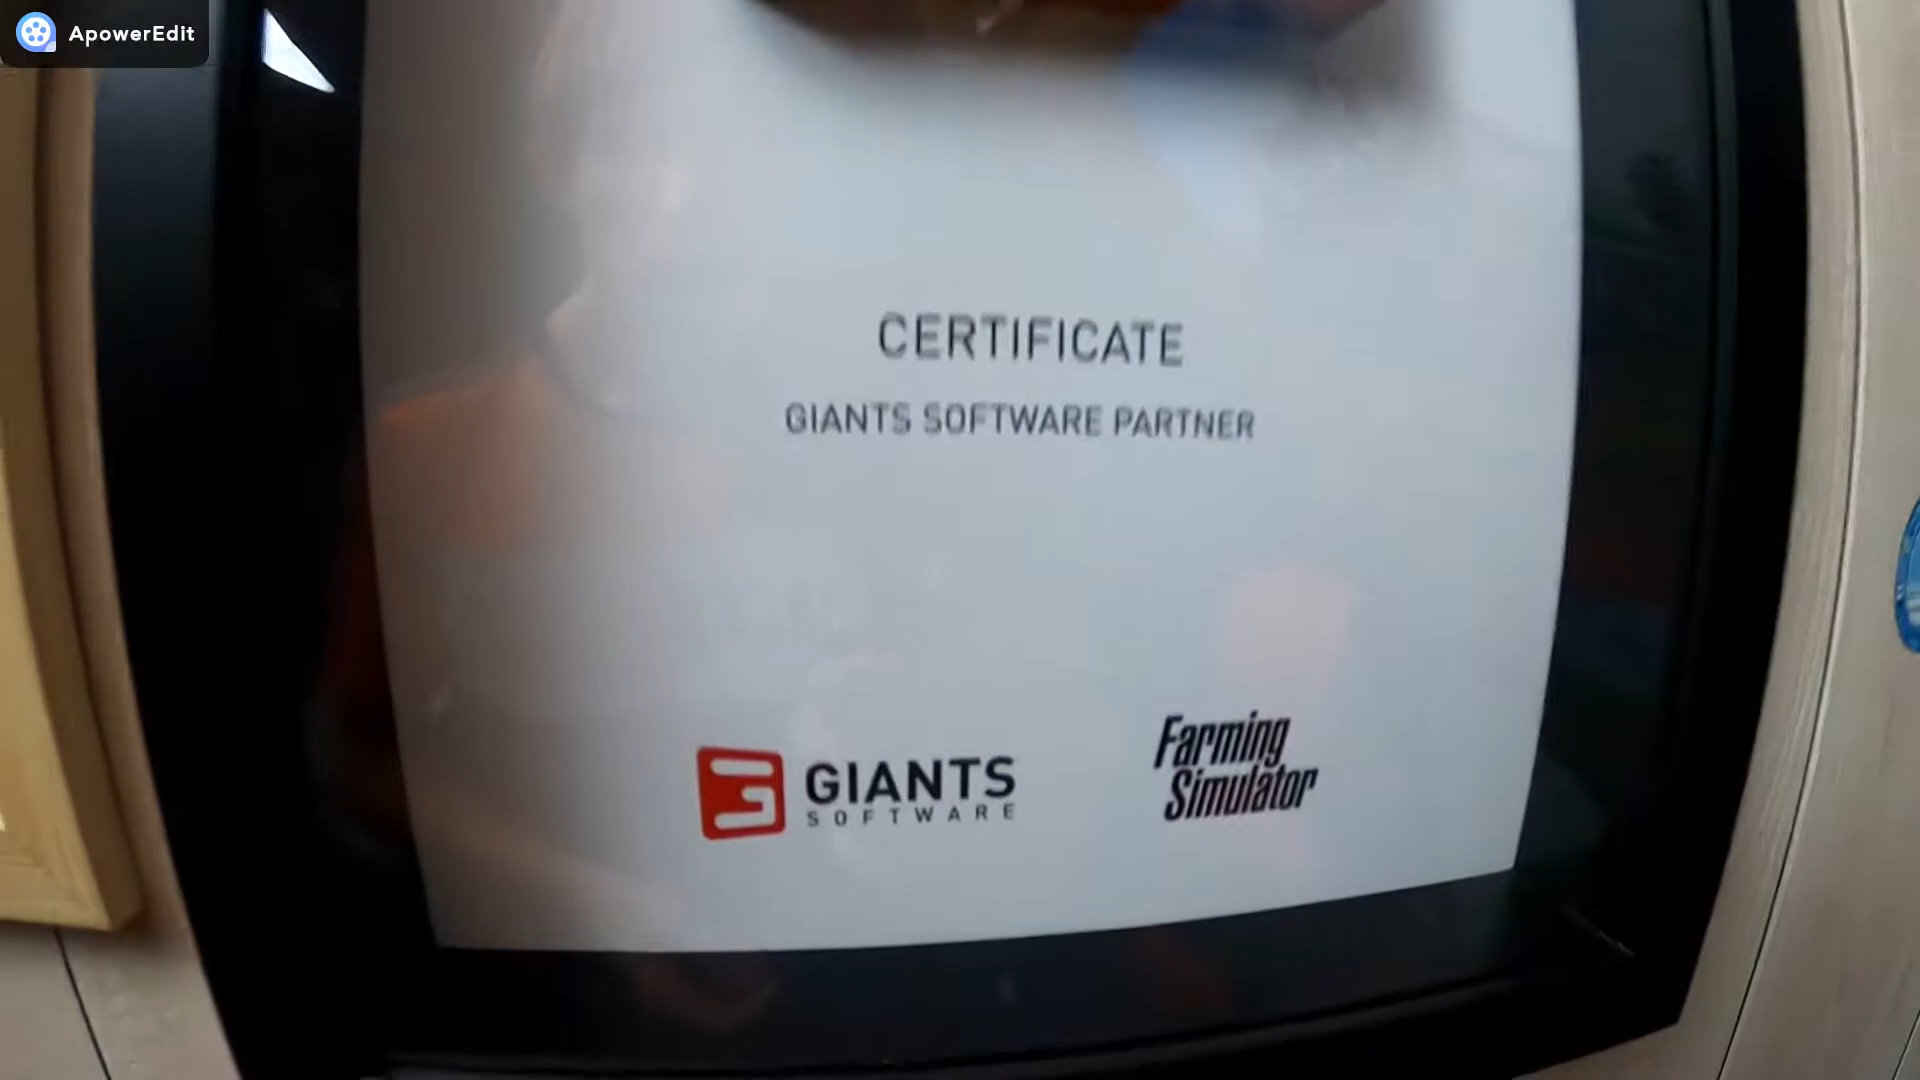 ApowerEdit
CERTIFICATE
GIANTS SOFTWARE PARTNER
GIANTS
SOFTWARE
Farming
Simulator